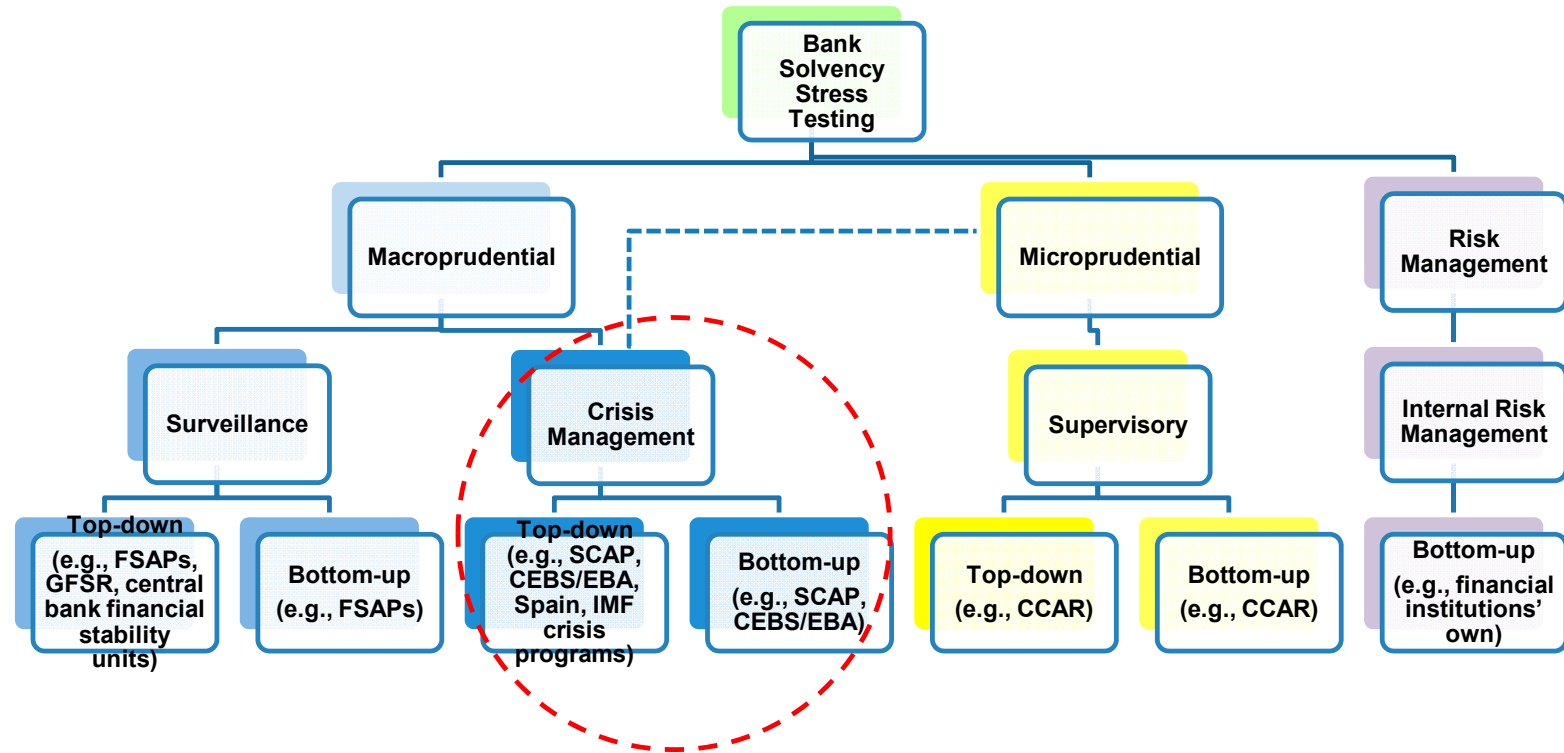 Bank
Solvency
Stress
Testing
Macroprudential
Microprudential
Risk
Management
Surveillance
Crisis
Management
Supervisory
Internal Risk
Management
Top-down
(e.g., FSAPs,
GFSR, central
bank financial
stability
units)
Bottom-up
(e.g., FSAPs)
Top-down
(e.g., SCAP,
CEBS/EBA,
Spain, IMF
crisis
programs)
Bottom-up
(e.g., SCAP,
CEBS/EBA)
Top-down
(e.g., CCAR)
Bottom-up
(e.g., CCAR)
Bottom-up
(e.g., financial
institutions’
own)